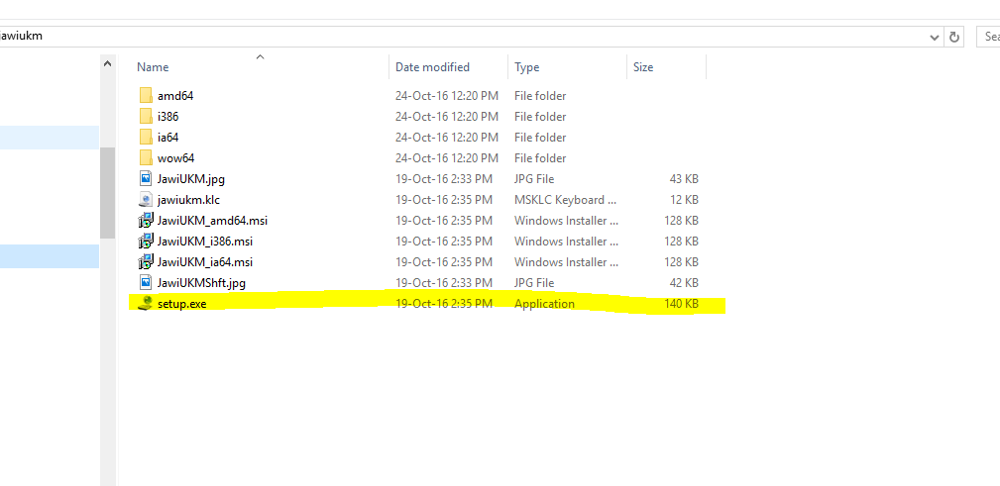 jawiukm
Sea
Name Date modified Type Size
amd64 24-Oct-16 12:20 PM File folder
i386 24-Oct-16 12:20 PM File folder
ia64 24-Oct-16 12:20 PM File folder
wow64 24-Oct-16 12:20 PM File folder
JawiUKM.jpg 19-Oct-16 2:33 PM JPG File 43 KB
jawiukm.klc 19-Oct-16 2:35 PM MSKLC Keyboard ... 12 KB
JawiUKM_amd64.msi 19-Oct-16 2:35 PM Windows Installer ... 128 KB
JawiUKM_i386.msi 19-Oct-16 2:35 PM Windows Installer ... 128 KB
JawiUKM_ia64.msi 19-Oct-16 2:35 PM Windows Installer ... 128 KB
JawiUKMShft.jpg 19-Oct-16 2:33 PM JPG File 42 KB
setup.exe 19-Oct-16 2:35 PM Application 140 KB